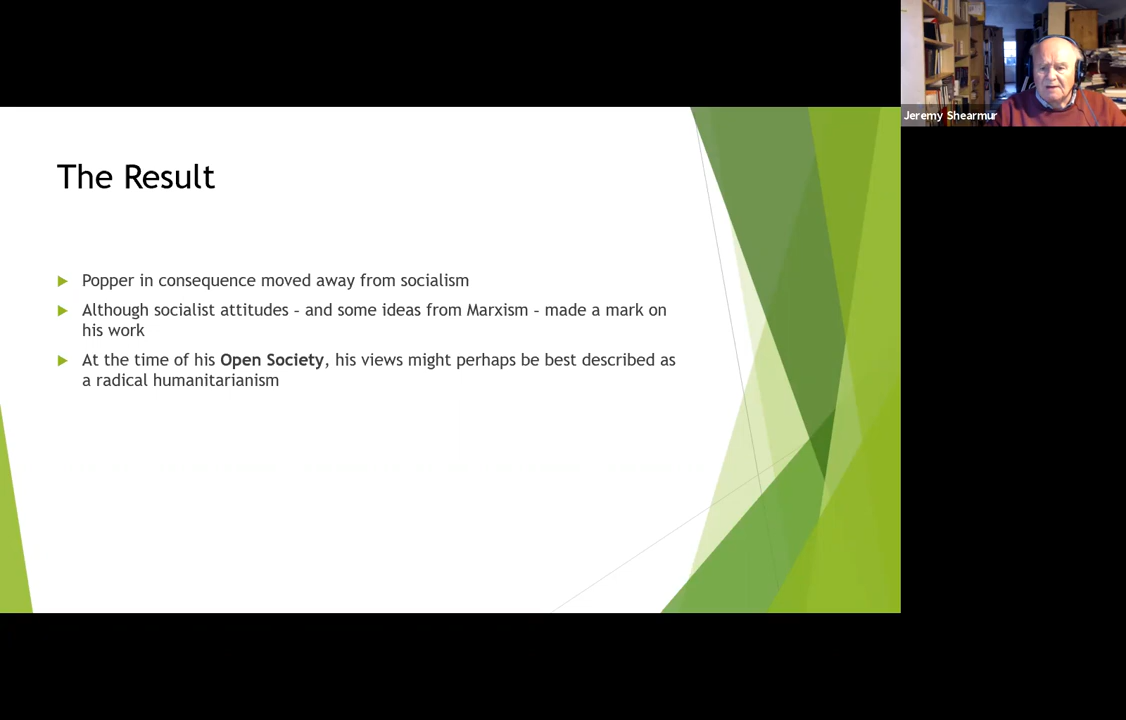 Jeremy Shearmur
The Result
Popper in consequence moved away from socialism
Although socialist attitudes – and some ideas from Marxism – made a mark on
his work
At the time of his Open Society, his views might perhaps be best described as
a radical humanitarianism